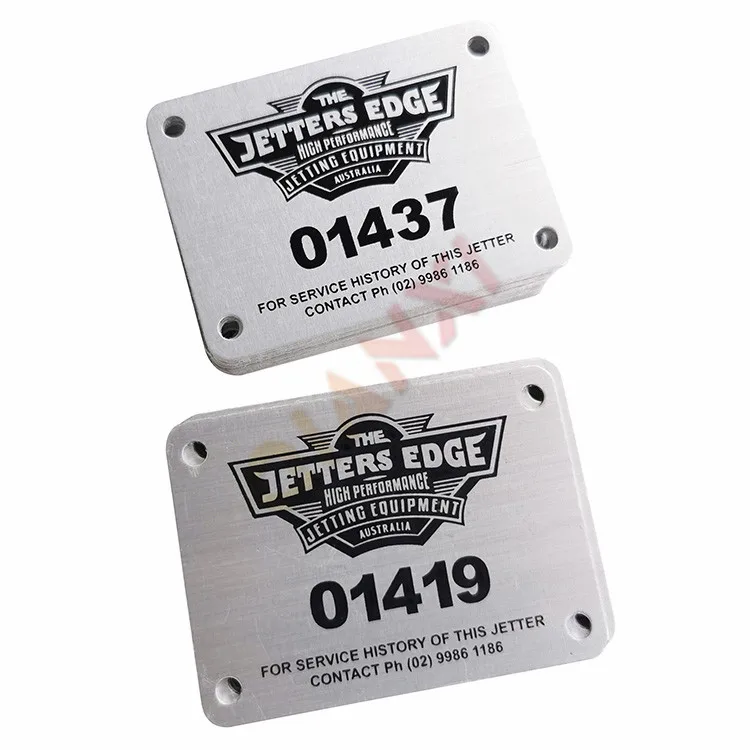 THE
JETTERS EDGE
HIGH PERFORMANCE
JETTING EQUIPMENT
AUSTRALIA
01437
FOR SERVICE HISTORY OF THIS JETTER
CONTACT Ph (02) 9986 1186
THE
JETTERS EDGE
HIGH PERFORMANCE
JETTING EQUIPMENT
AUSTRALIA
01419
FOR SERVICE HISTORY OF THIS JETTER
CONTACT Ph (02) 9986 1186